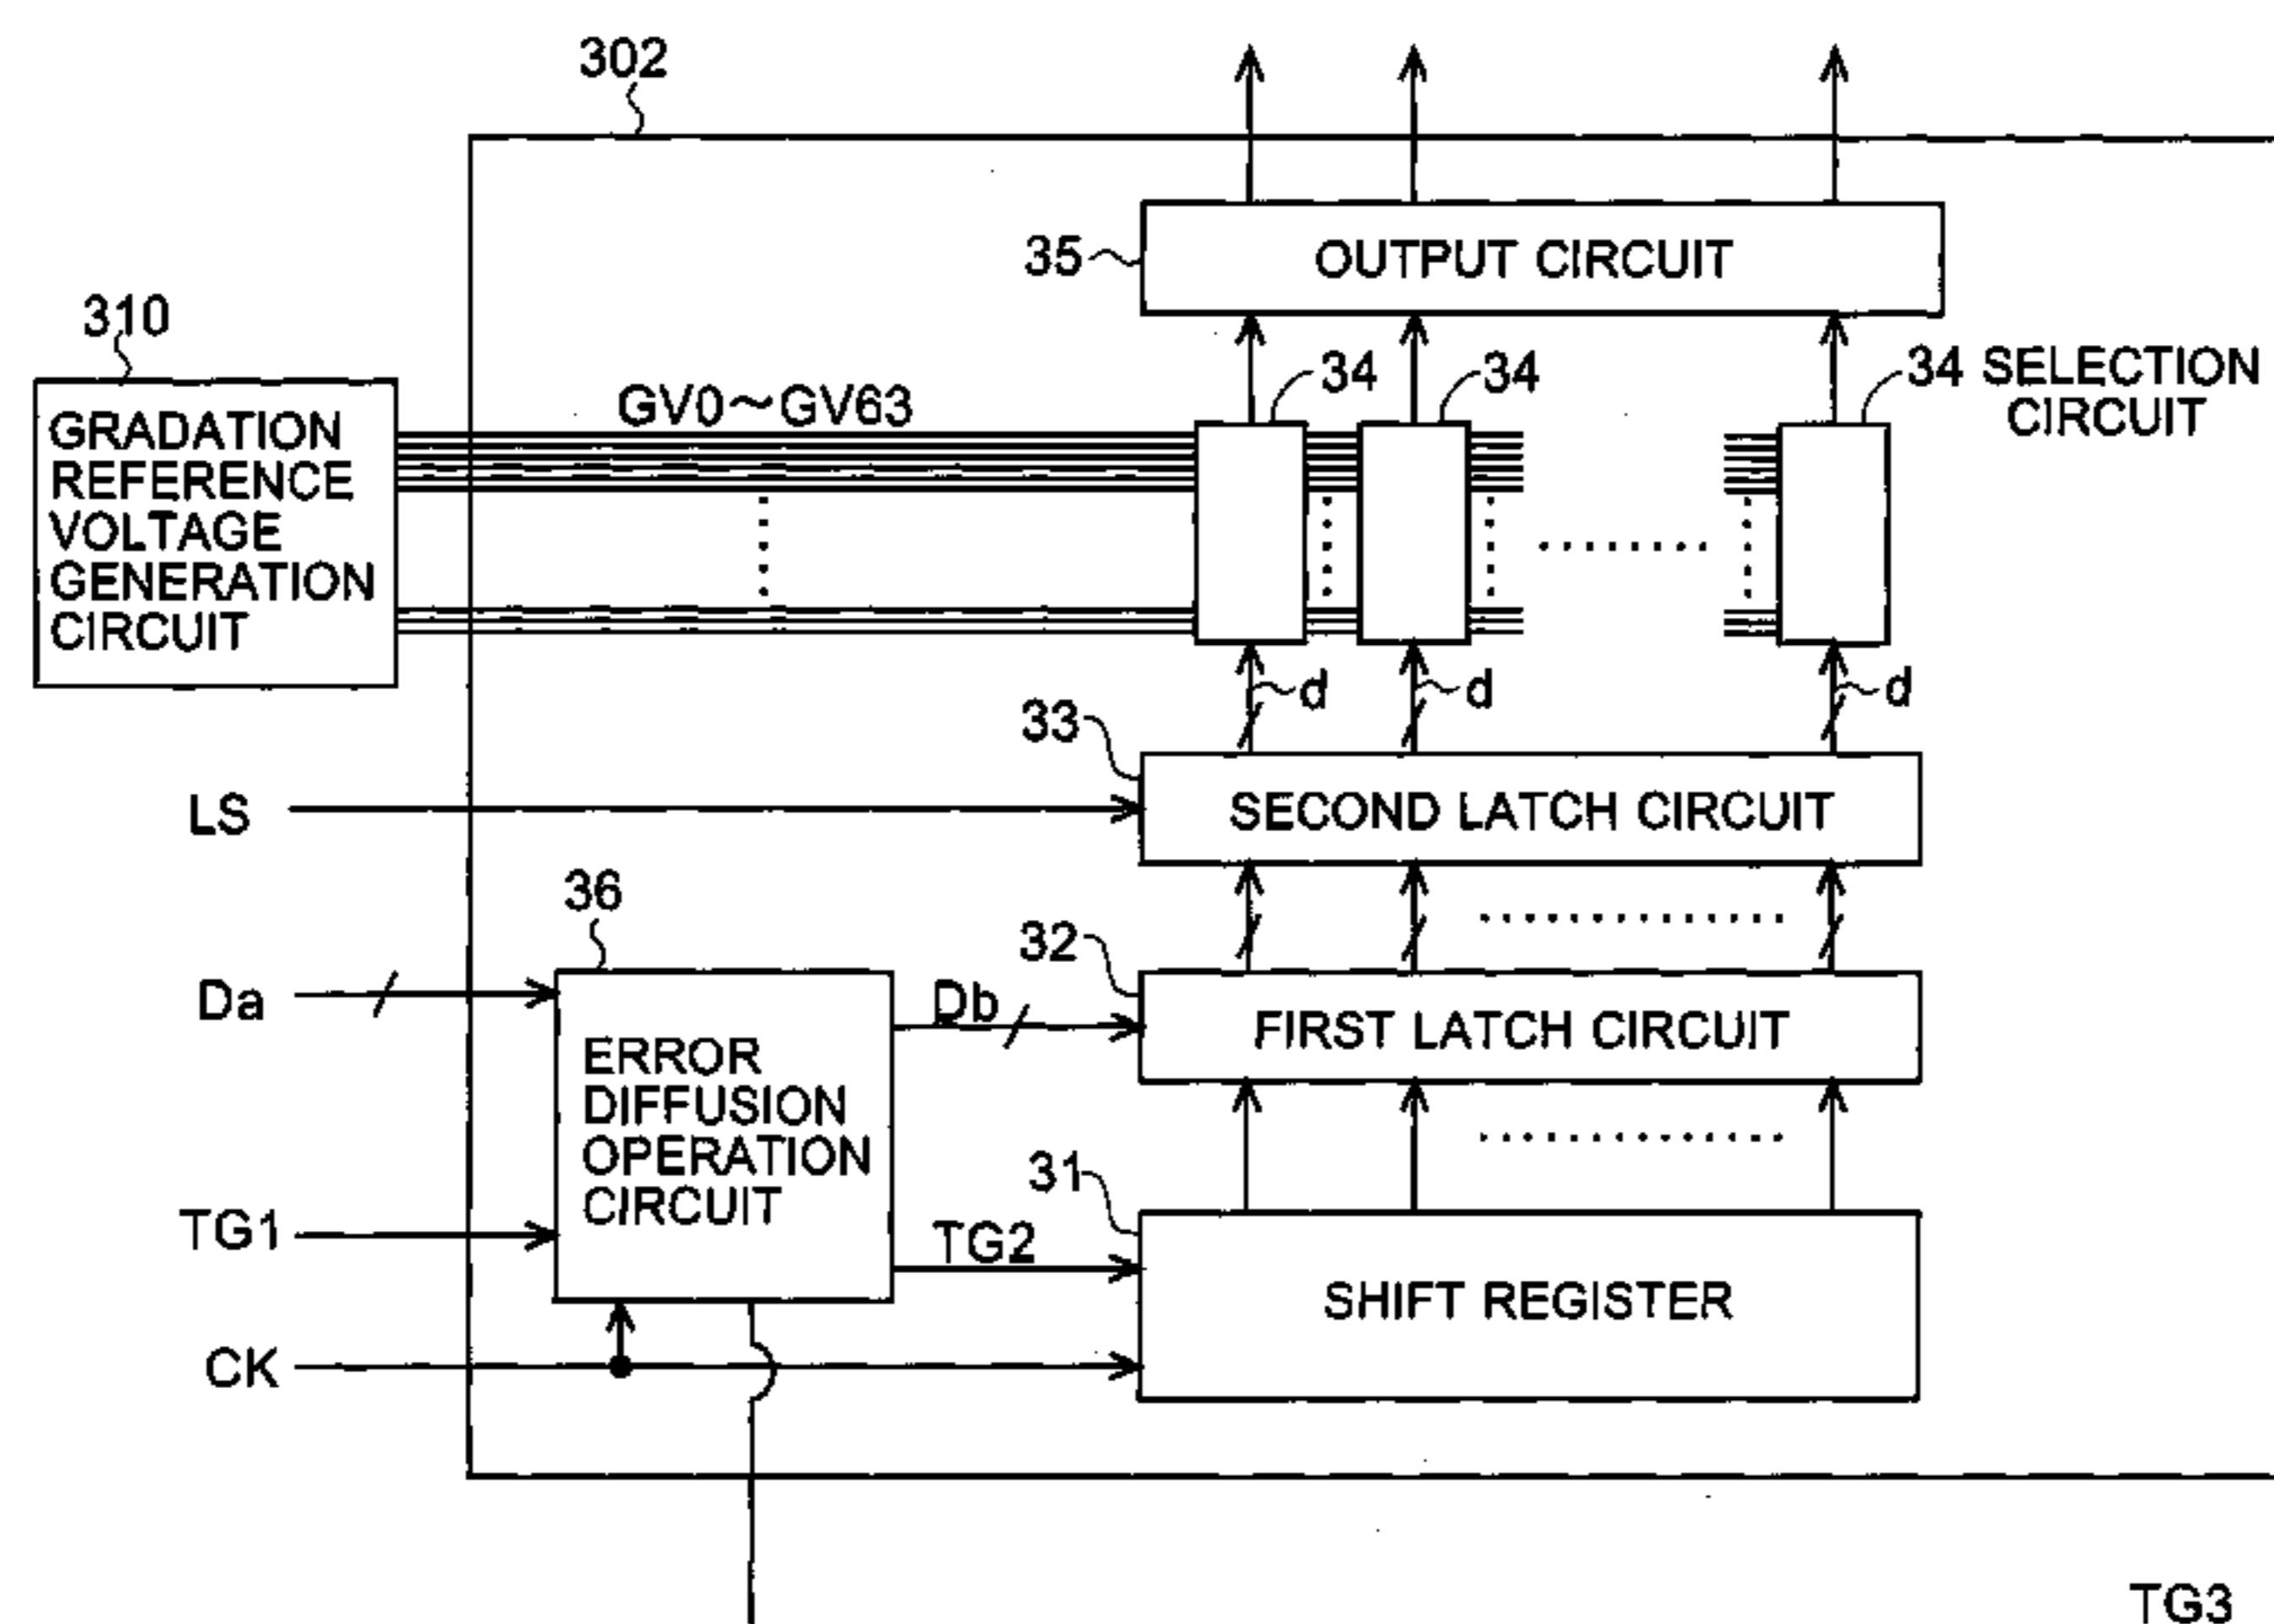 302
35
OUTPUT CIRCUIT
310
GRADATION
REFERENCE
VOLTAGE
GENERATION
CIRCUIT
GV0～GV63
34
34
34 SELECTION
CIRCUIT
d
d
d
33
LS
SECOND LATCH CIRCUIT
36
32
Da
Db
FIRST LATCH CIRCUIT
ERROR
DIFFUSION
OPERATION
CIRCUIT
31
TG1
TG2
SHIFT REGISTER
CK
TG3